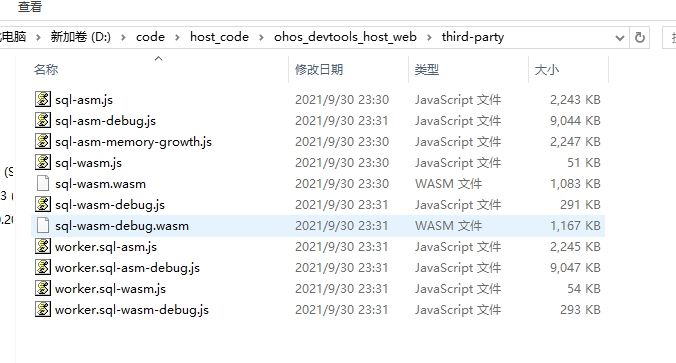 查看
电脑 > 新加卷 (D:) > code > host_code > ohos_devtools_host_web > third-party
名称 修改日期 类型 大小
sql-asm.js 2021/9/30 23:30 JavaScript 文件 2,243 KB
sql-asm-debug.js 2021/9/30 23:31 JavaScript 文件 9,044 KB
sql-asm-memory-growth.js 2021/9/30 23:30 JavaScript 文件 2,247 KB
sql-wasm.js 2021/9/30 23:30 JavaScript 文件 51 KB
sql-wasm.wasm 2021/9/30 23:30 WASM 文件 1,083 KB
sql-wasm-debug.js 2021/9/30 23:31 JavaScript 文件 291 KB
sql-wasm-debug.wasm 2021/9/30 23:31 WASM 文件 1,167 KB
worker.sql-asm.js 2021/9/30 23:31 JavaScript 文件 2,245 KB
worker.sql-asm-debug.js 2021/9/30 23:31 JavaScript 文件 9,047 KB
worker.sql-wasm.js 2021/9/30 23:31 JavaScript 文件 54 KB
worker.sql-wasm-debug.js 2021/9/30 23:31 JavaScript 文件 293 KB